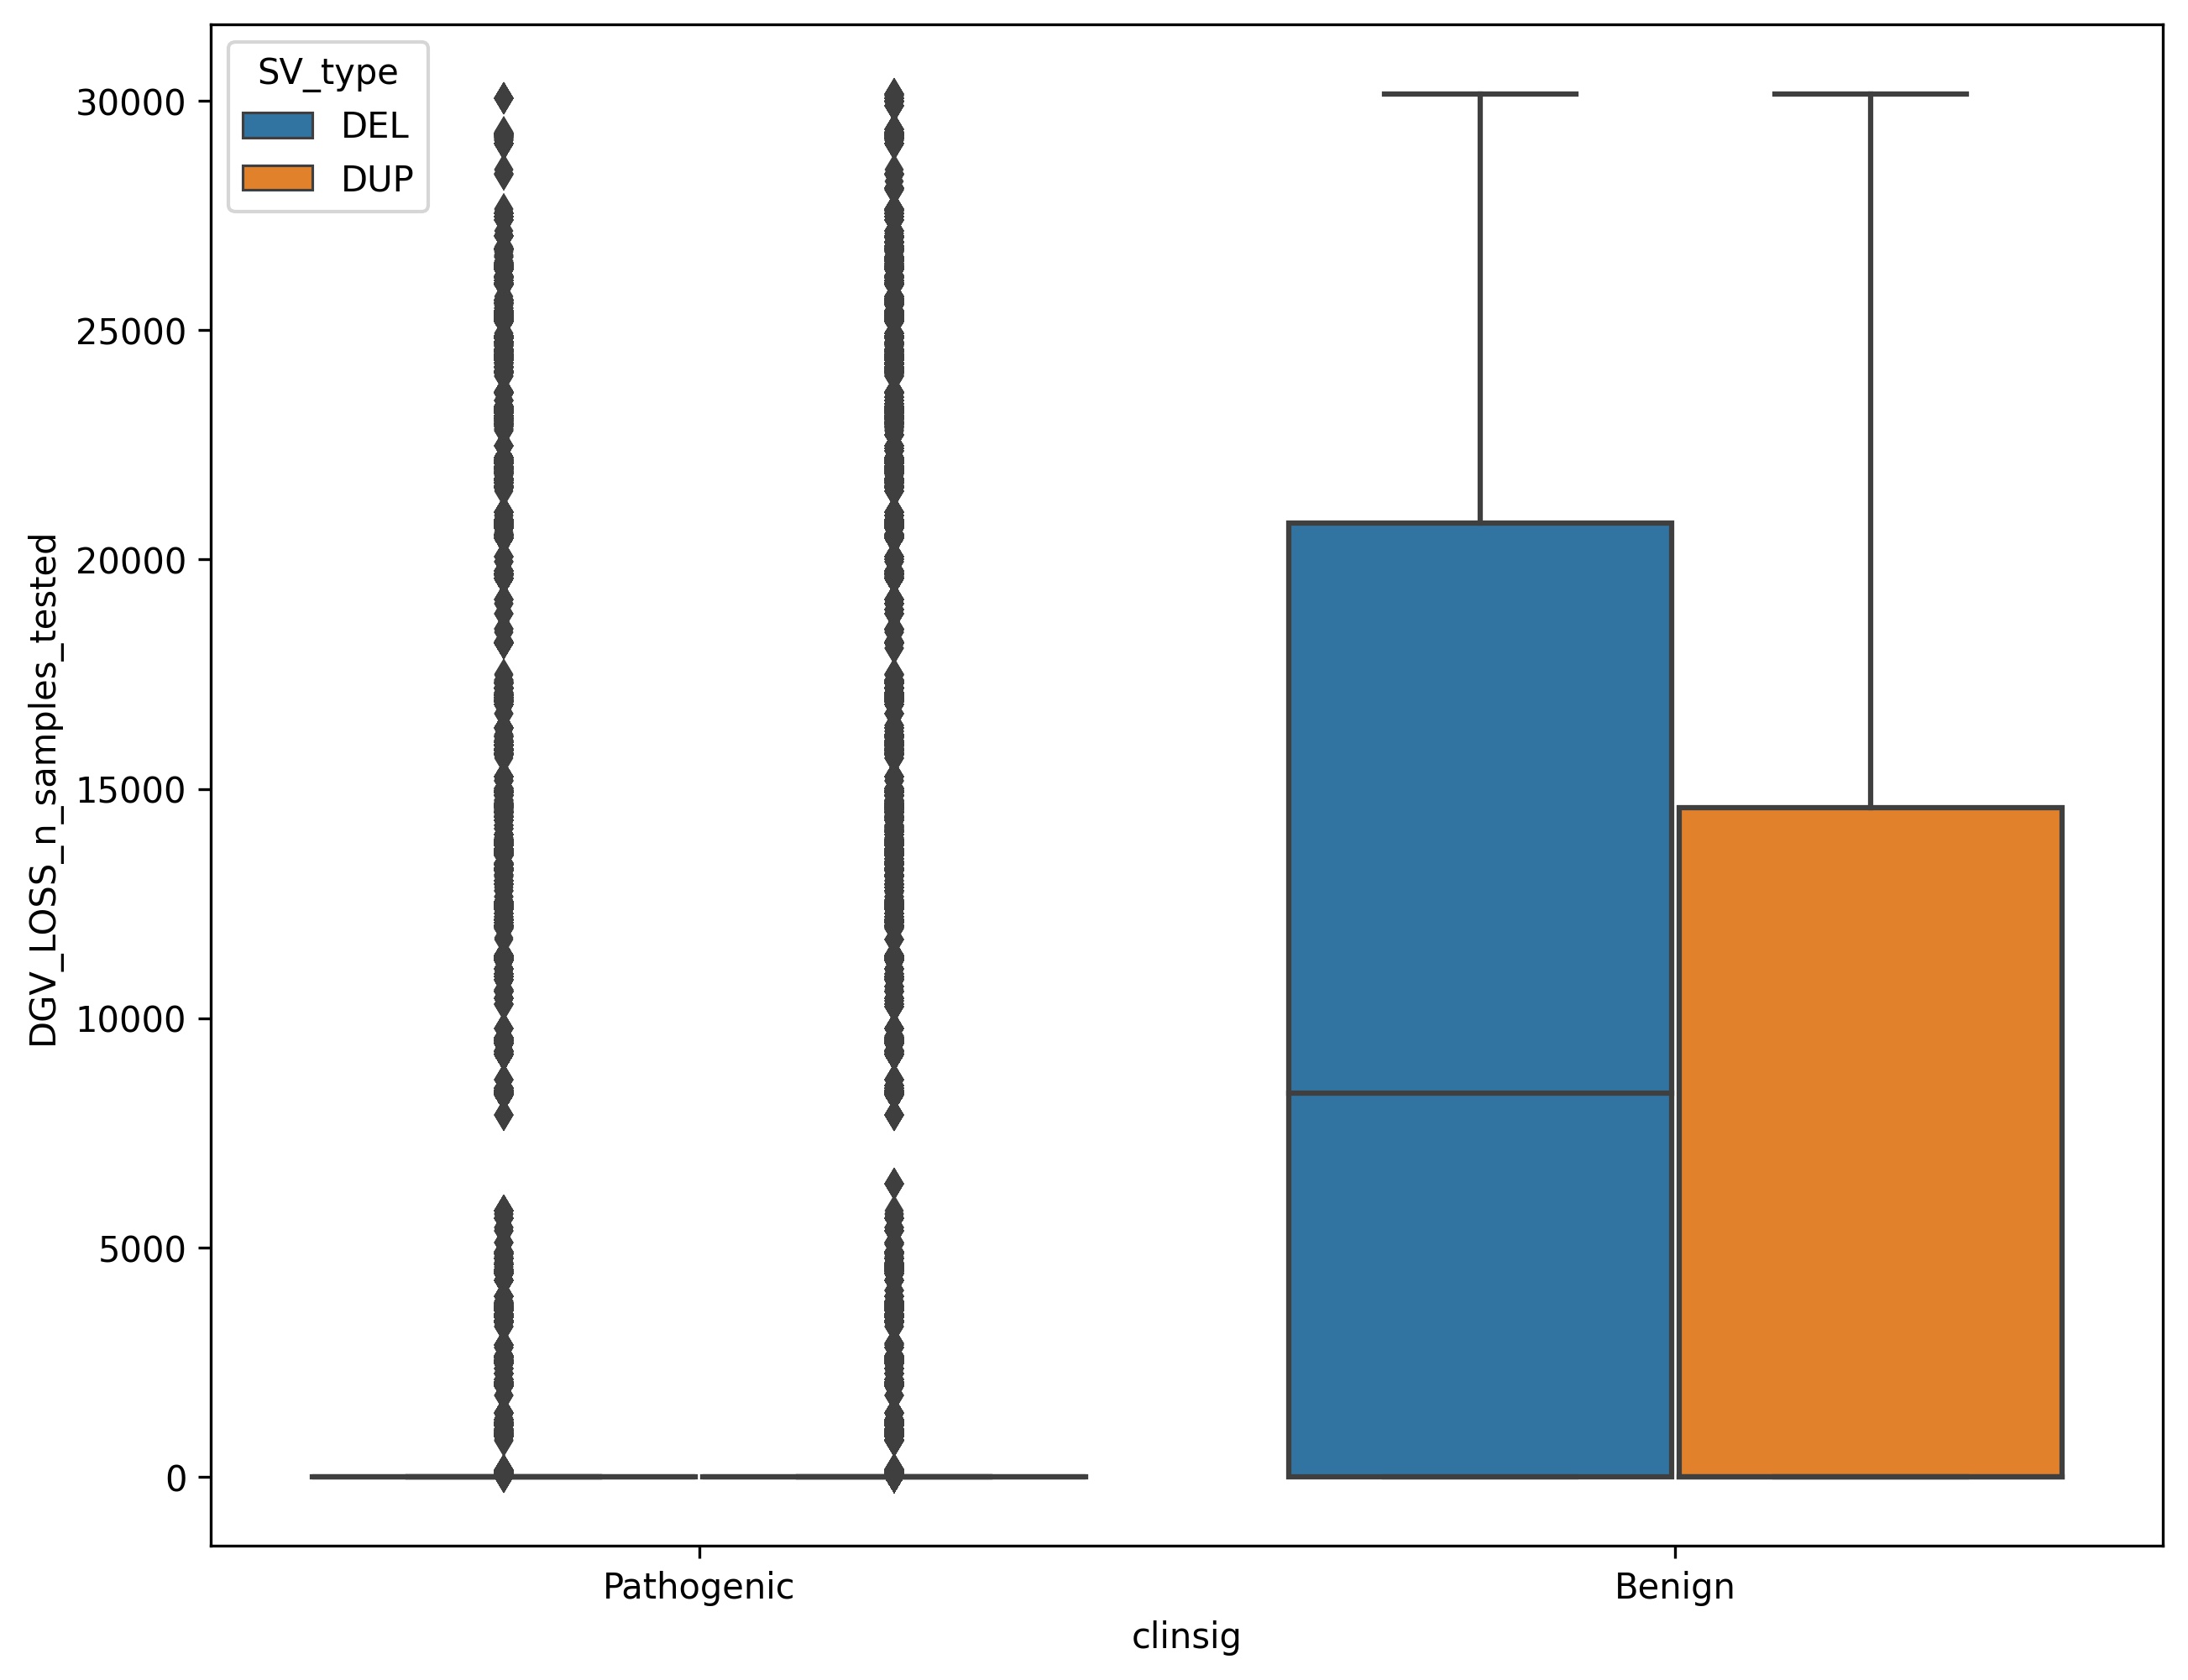 SV_type
DEL
DUP
30000
25000
20000
15000
10000
5000
0
DGV_LOSS_n_samples_tested
Pathogenic
Benign
clinsig